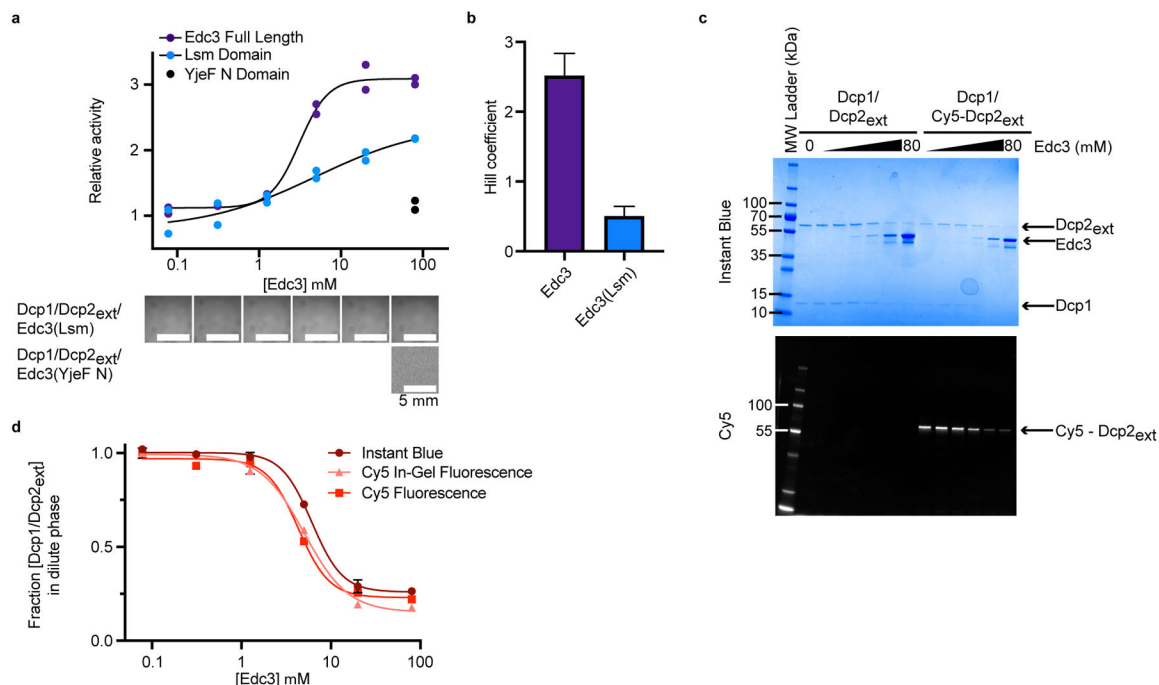 a
Edc3 Full Length
Lsm Domain
YjeF N Domain
3
2
1
Relative activity
0.1 1 10 100
[Edc3] mM
Dcp1/Dcp2ext/
Edc3(Lsm)
Dcp1/Dcp2ext/
Edc3(YjeF N)
5 mm
b
3
2
1
0
Hill coefficient
Edc3
Edc3(Lsm)
c
MW Ladder (kDa)
Dcp1/
Dcp2ext
Dcp1/
Cy5-Dcp2ext
0 80 80 Edc3 (mM)
Instant Blue
100
70
55
35
15
10
Dcp2ext
Edc3
Dcp1
Cy5
100
55
Cy5 - Dcp2ext
d
Instant Blue
Cy5 In-Gel Fluorescence
Cy5 Fluorescence
1.0
0.5
0.0
Fraction [Dcp1/Dcp2ext]
in dilute phase
0.1 1 10 100
[Edc3] mM